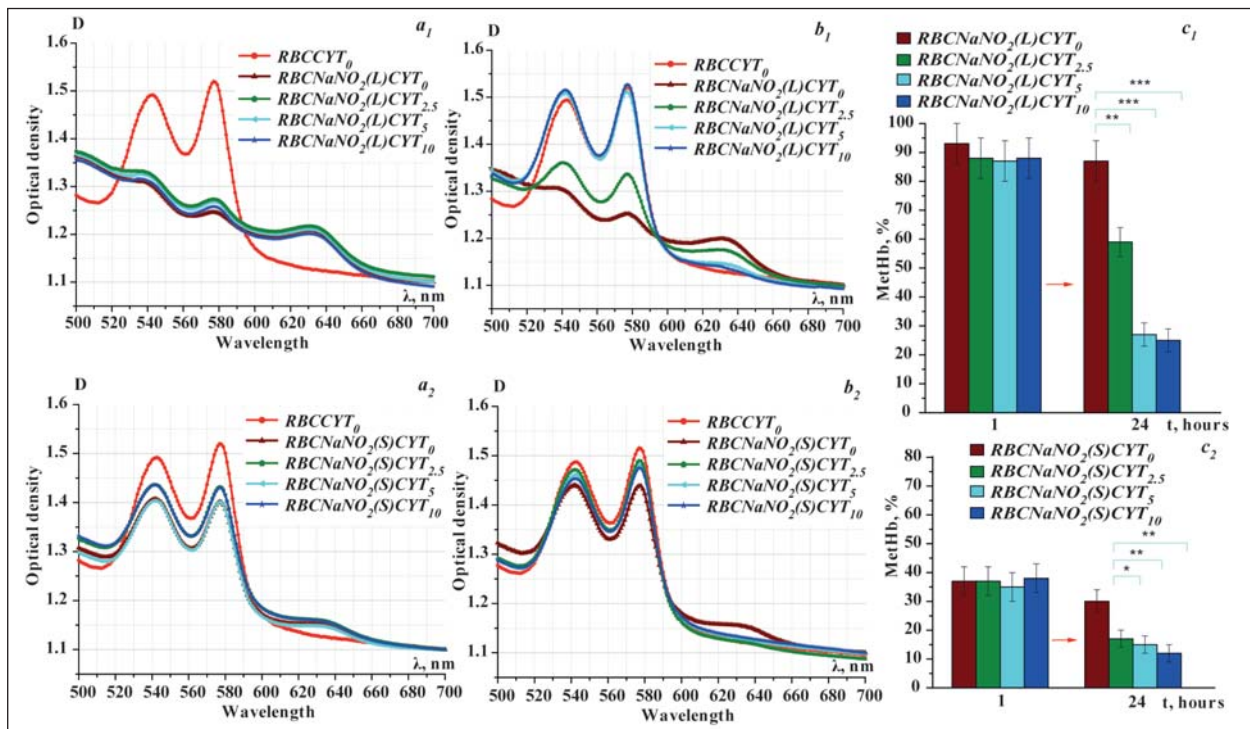 D
a1
RBCCYT0
RBCNaNO2(L)CYT0
RBCNaNO2(L)CYT2.5
RBCNaNO2(L)CYT5
RBCNaNO2(L)CYT10
Optical density
1.6
1.5
1.4
1.3
1.2
1.1
λ, nm
500 520 540 560 580 600 620 640 660 680 700
Wavelength
D
b1
RBCCYT0
RBCNaNO2(L)CYT0
RBCNaNO2(L)CYT2.5
RBCNaNO2(L)CYT5
RBCNaNO2(L)CYT10
Optical density
1.6
1.5
1.4
1.3
1.2
1.1
λ, nm
500 520 540 560 580 600 620 640 660 680 700
Wavelength
c1
RBCNaNO2(L)CYT0
RBCNaNO2(L)CYT2.5
RBCNaNO2(L)CYT5
RBCNaNO2(L)CYT10
***
***
**
MetHb, %
100
90
80
70
60
50
40
30
20
10
0
1 24 t, hours
D
a2
RBCCYT0
RBCNaNO2(S)CYT0
RBCNaNO2(S)CYT2.5
RBCNaNO2(S)CYT5
RBCNaNO2(S)CYT10
Optical density
1.6
1.5
1.4
1.3
1.2
1.1
λ, nm
500 520 540 560 580 600 620 640 660 680 700
Wavelength
D
b2
RBCCYT0
RBCNaNO2(S)CYT0
RBCNaNO2(S)CYT2.5
RBCNaNO2(S)CYT5
RBCNaNO2(S)CYT10
Optical density
1.6
1.5
1.4
1.3
1.2
1.1
λ, nm
500 520 540 560 580 600 620 640 660 680 700
Wavelength
c2
RBCNaNO2(S)CYT0
RBCNaNO2(S)CYT2.5
RBCNaNO2(S)CYT5
RBCNaNO2(S)CYT10
**
**
*
MetHb, %
80
70
60
50
40
30
20
10
1 24 t, hours